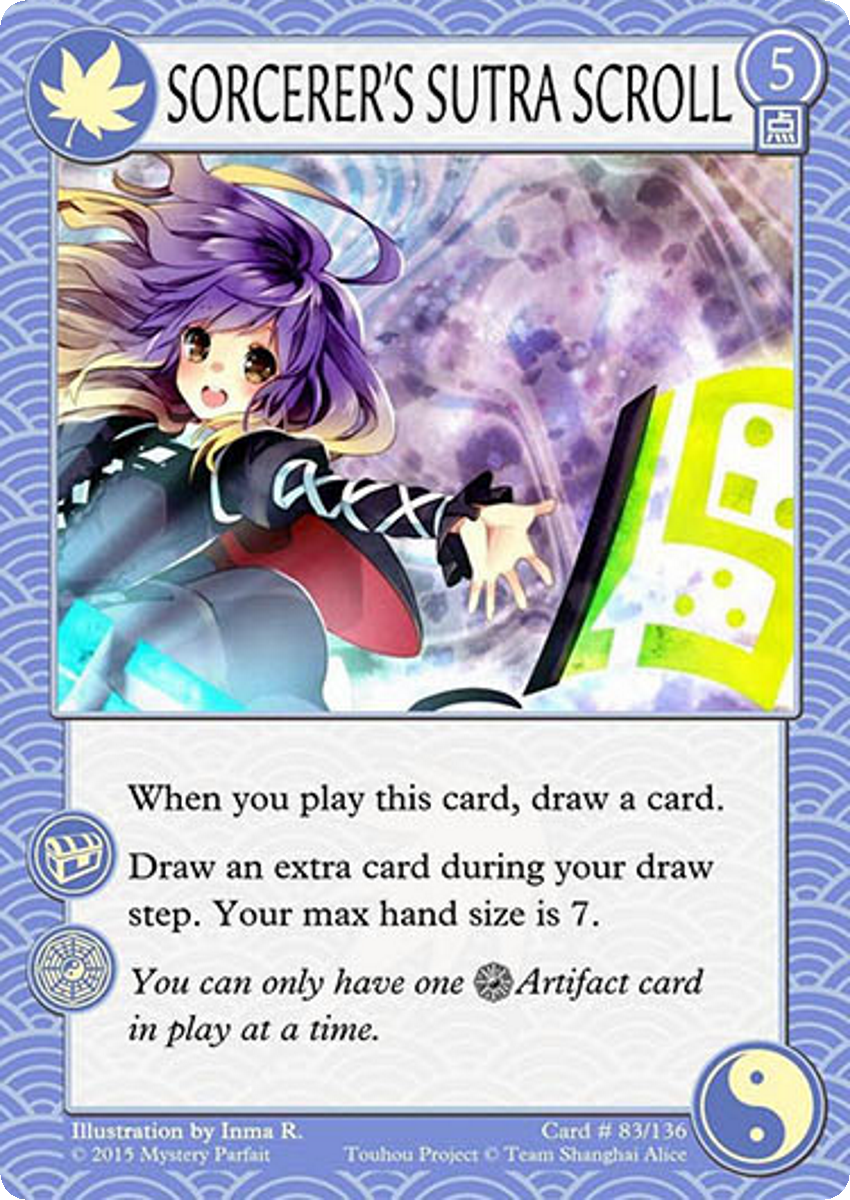 SORCERER'S SUTRA SCROLL
5
点
When you play this card, draw a card.
Draw an extra card during your draw
step. Your max hand size is 7.
You can only have one Artifact card
in play at a time.
Illustration by Inma R.
Card # 83/136
© 2015 Mystery Parfait
Touhou Project © Team Shanghai Alice